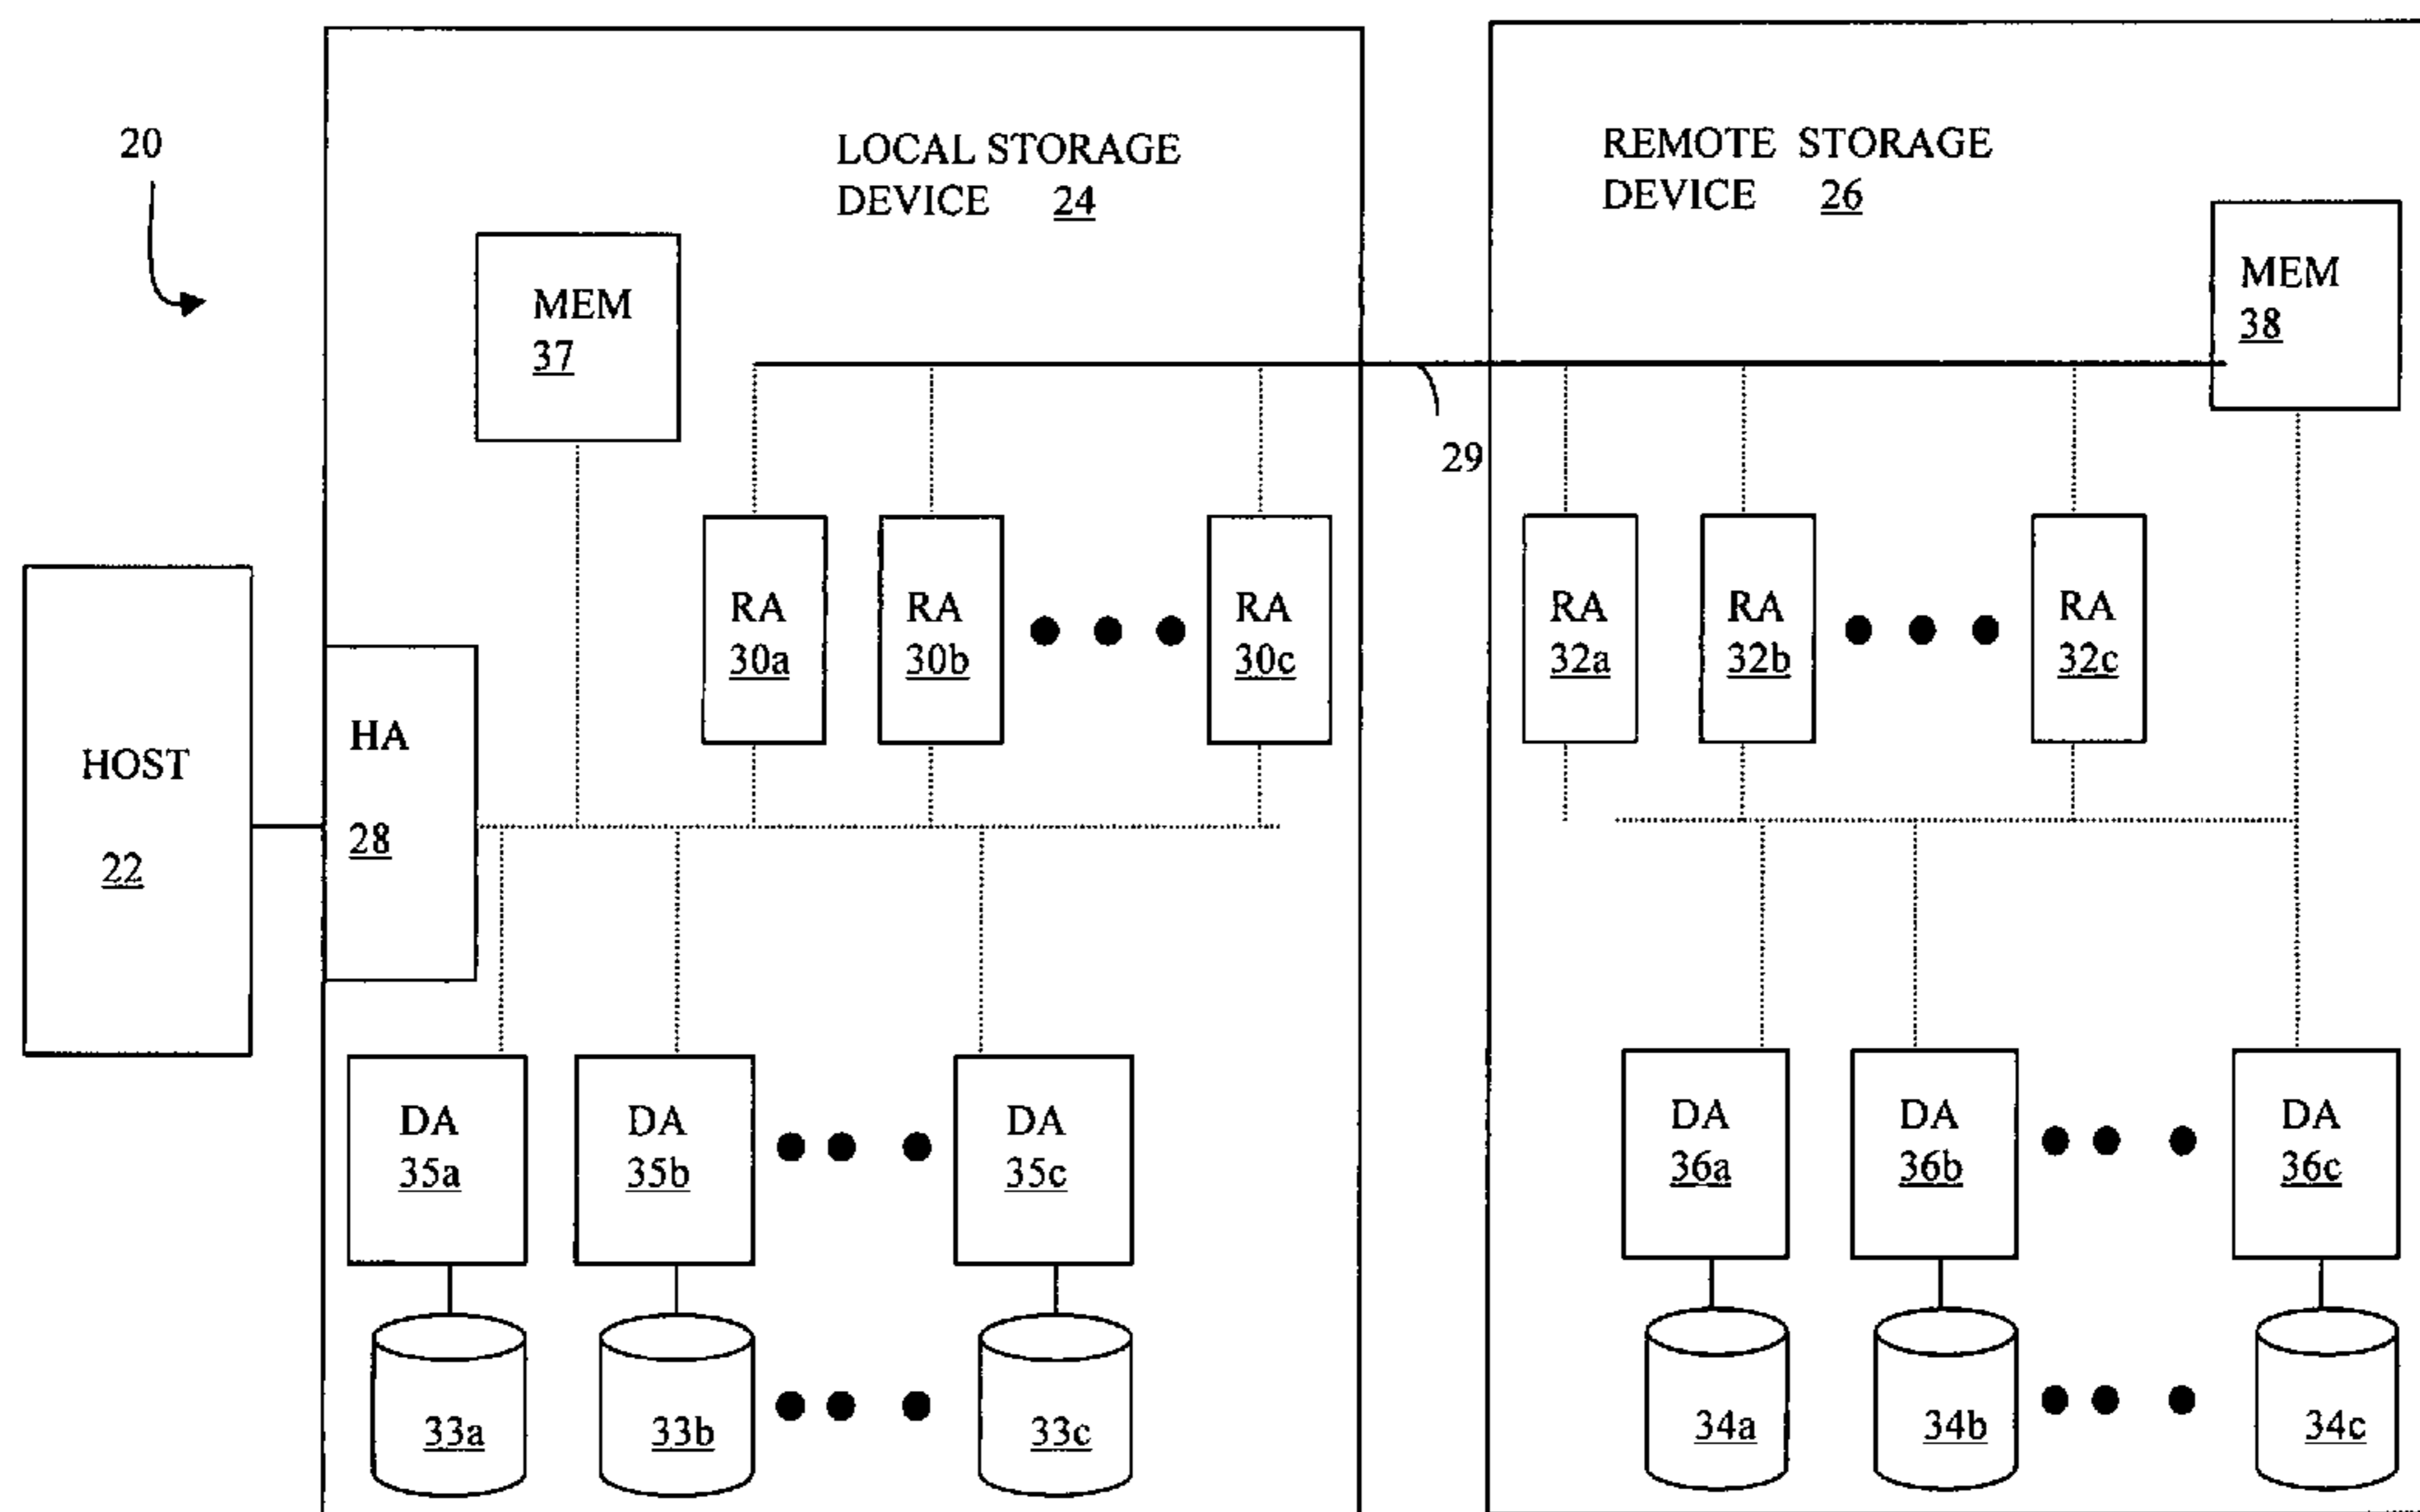 20
LOCAL STORAGE
DEVICE 24
REMOTE STORAGE
DEVICE 26
MEM
37
MEM
38
29
RA
30a
RA
30b
RA
30c
RA
32a
RA
32b
RA
32c
HOST
22
HA
28
DA
35a
DA
35b
DA
35c
DA
36a
DA
36b
DA
36c
33a
33b
33c
34a
34b
34c